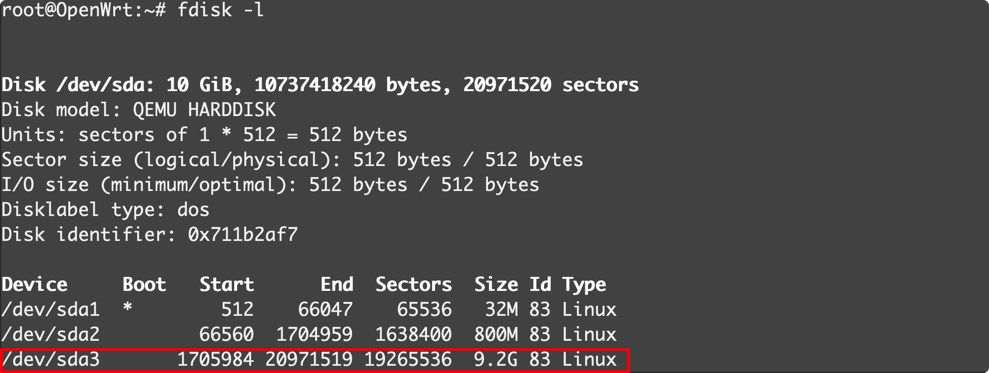 root@OpenWrt:~# fdisk -l
Disk /dev/sda: 10 GiB, 10737418240 bytes, 20971520 sectors
Disk model: QEMU HARDDISK
Units: sectors of 1 * 512 = 512 bytes
Sector size (logical/physical): 512 bytes / 512 bytes
I/O size (minimum/optimal): 512 bytes / 512 bytes
Disklabel type: dos
Disk identifier: 0x711b2af7
Device     Boot   Start      End  Sectors  Size Id Type
/dev/sda1  *        512    66047    65536   32M 83 Linux
/dev/sda2         66560  1704959  1638400  800M 83 Linux
/dev/sda3       1705984 20971519 19265536  9.2G 83 Linux